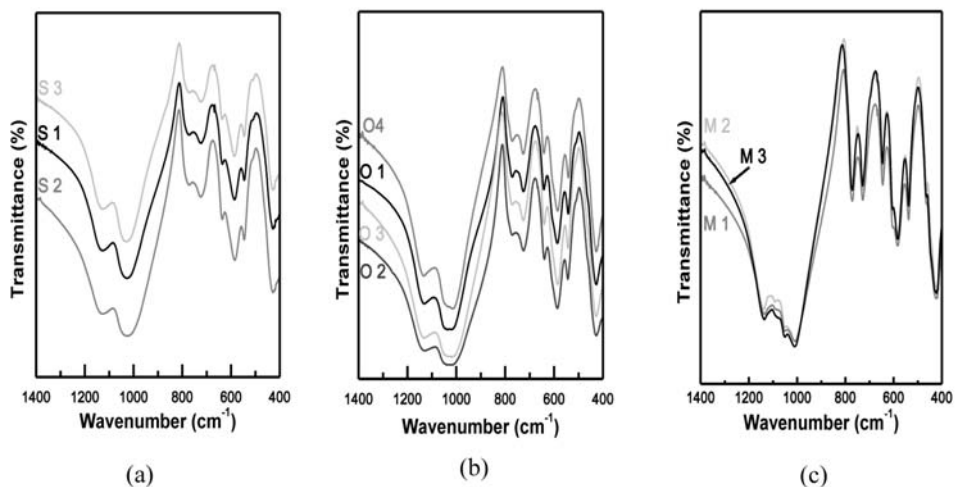 Transmittance (%)
S 3
S 1
S 2
1400 1200 1000 800 600 400
Wavenumber (cm⁻¹)
(a)
Transmittance (%)
O4
O 1
O 3
O 2
1400 1200 1000 800 600 400
Wavenumber (cm⁻¹)
(b)
Transmittance (%)
M 2
M 3
M 1
1400 1200 1000 800 600 400
Wavenumber (cm⁻¹)
(c)